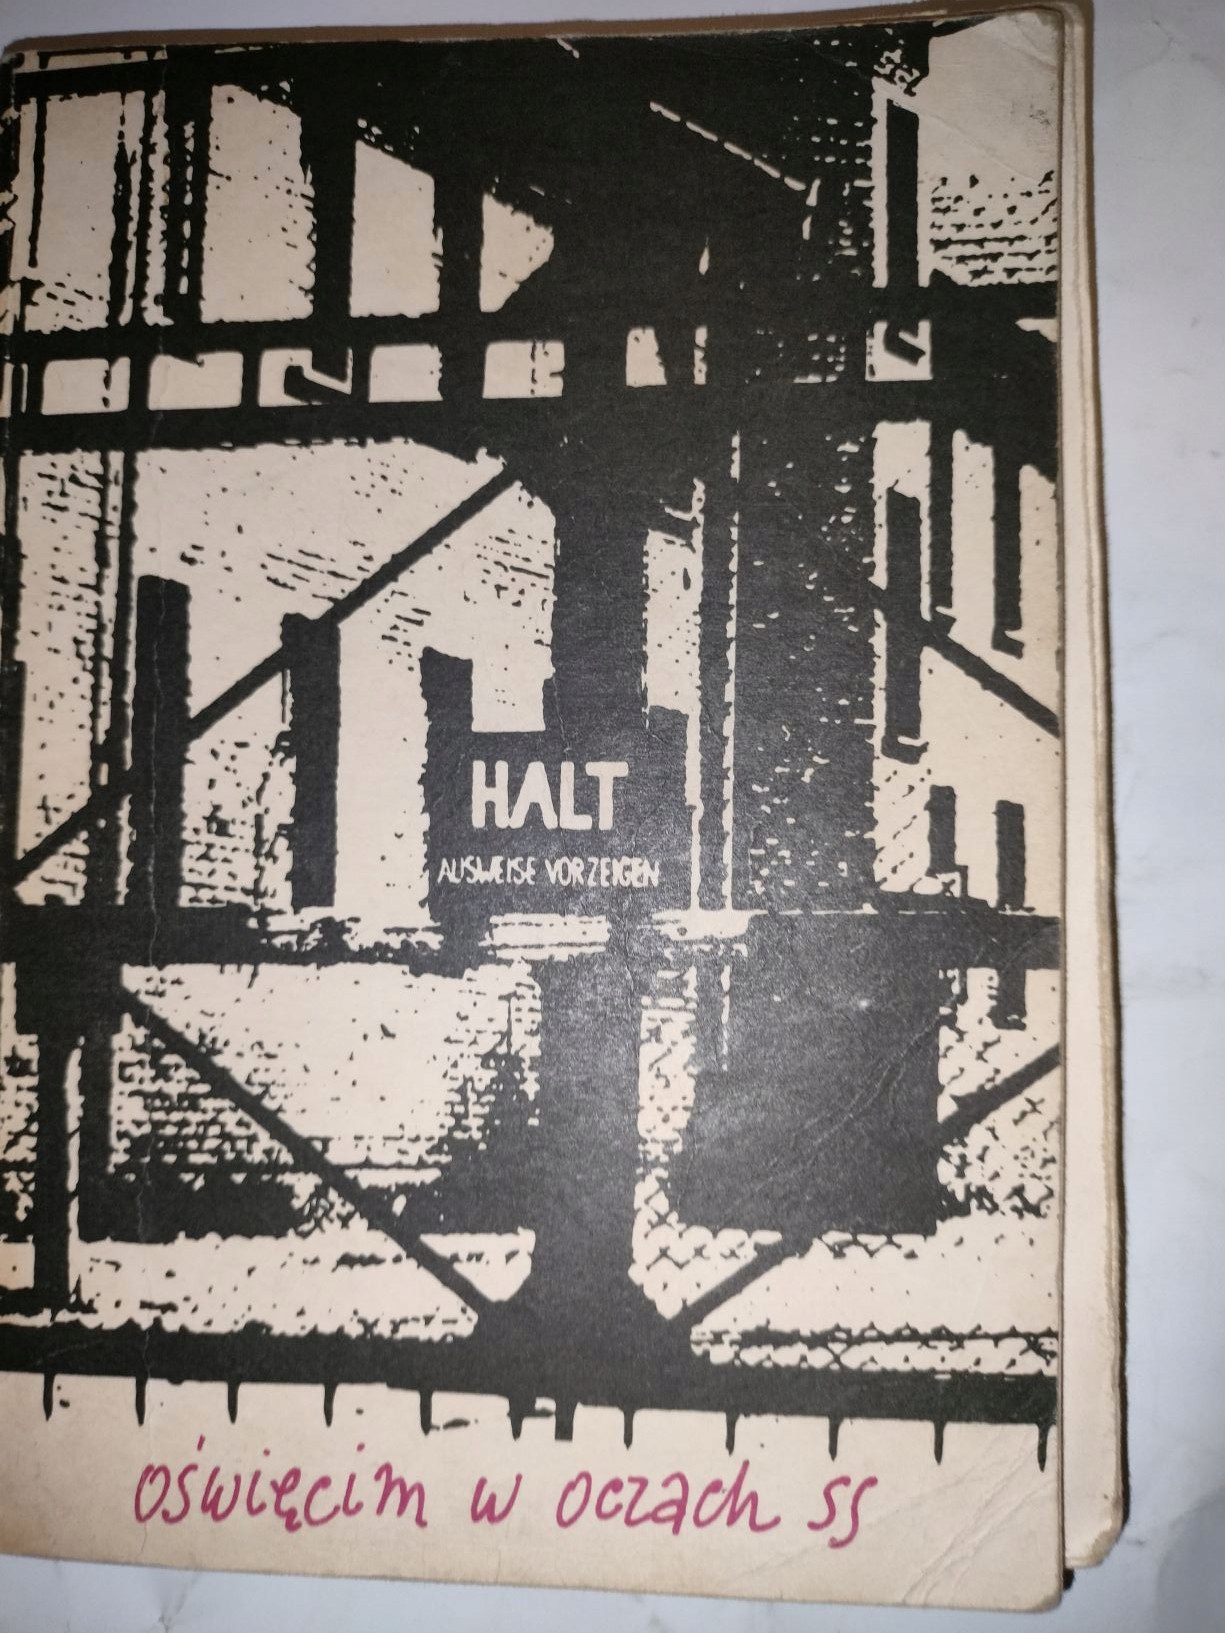 HALT
AUSWEISE VORZEIGEN
oświęcim w oczach ss